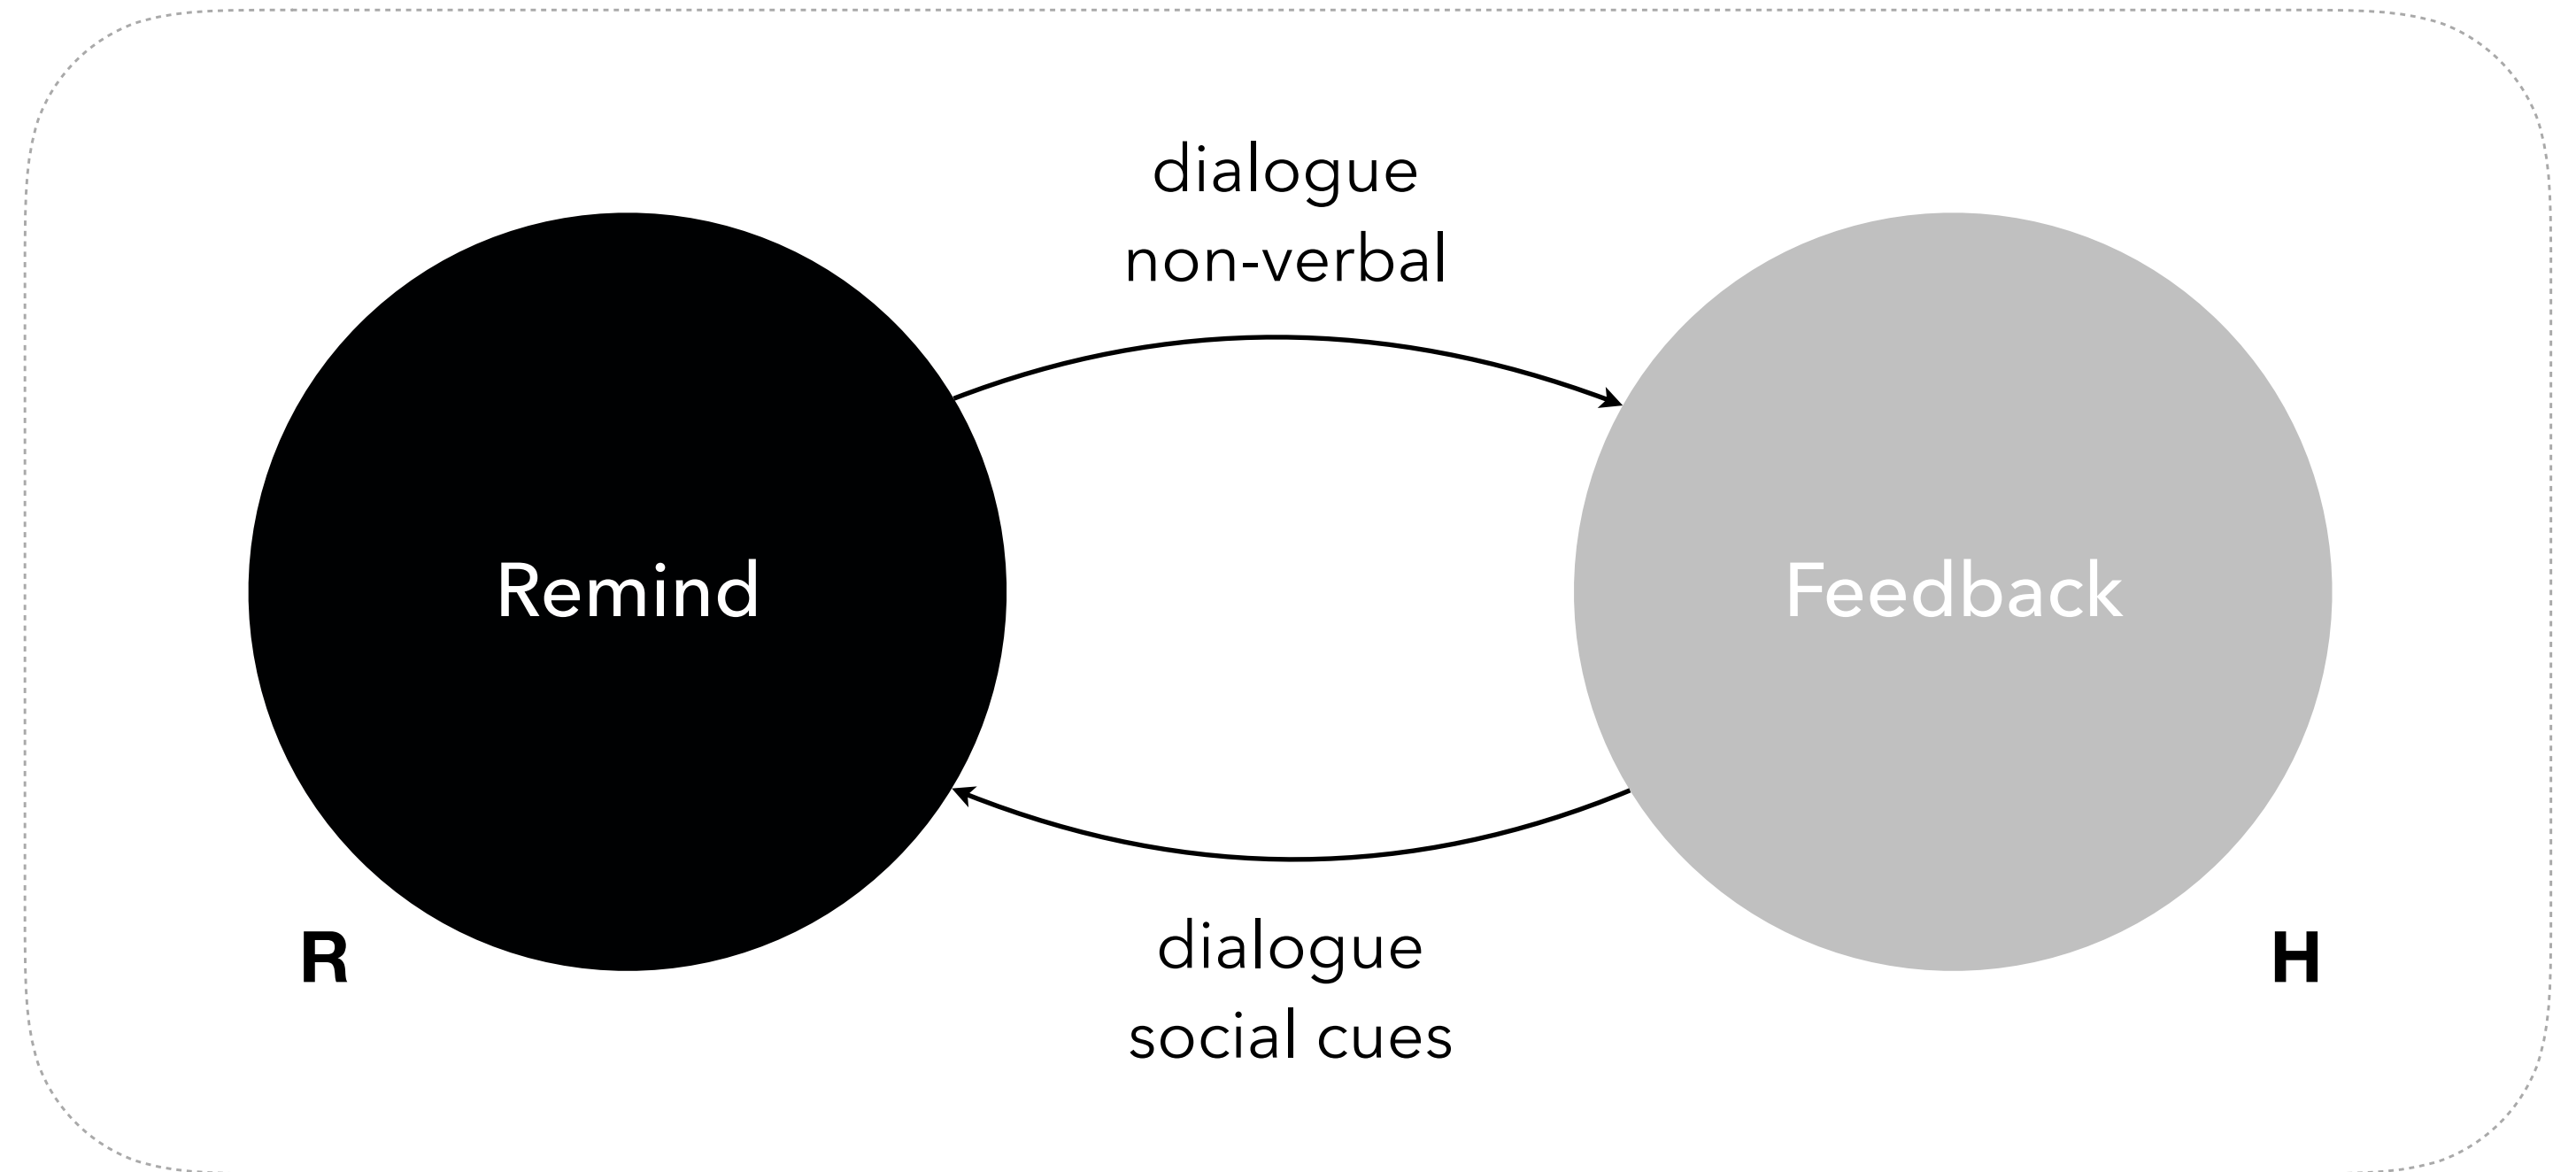 dialogue
non-verbal
Remind
Feedback
R
H
dialogue
social cues